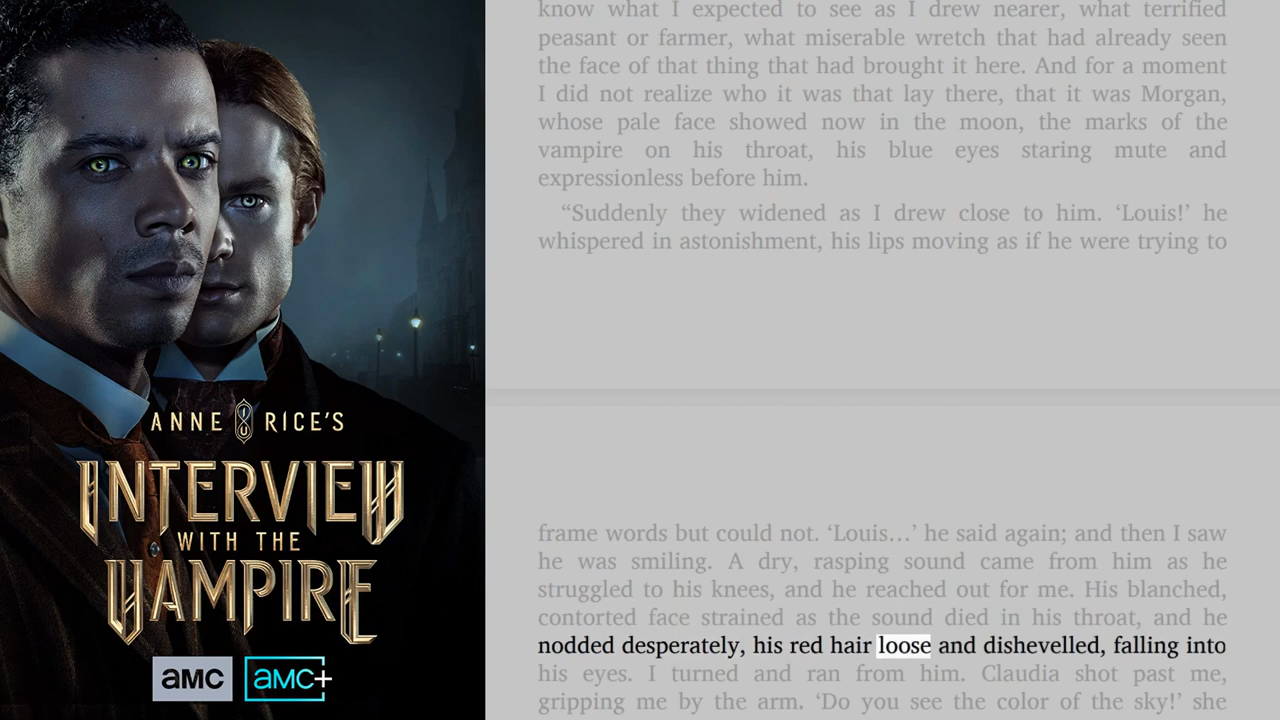 ANNE RICE'S
INTERVIEW
WITH THE
VAMPIRE
aMC
aMC+
know what I expected to see as I drew nearer, what terrified
peasant or farmer, what miserable wretch that had already seen
the face of that thing that had brought it here. And for a moment
I did not realize who it was that lay there, that it was Morgan,
whose pale face showed now in the moon, the marks of the
vampire on his throat, his blue eyes staring mute and
expressionless before him.
“Suddenly they widened as I drew close to him. ‘Louis!’ he
whispered in astonishment, his lips moving as if he were trying to
frame words but could not. ‘Louis…’ he said again; and then I saw
he was smiling. A dry, rasping sound came from him as he
struggled to his knees, and he reached out for me. His blanched,
contorted face strained as the sound died in his throat, and he
nodded desperately, his red hair loose and dishevelled, falling into
his eyes. I turned and ran from him. Claudia shot past me,
gripping me by the arm. ‘Do you see the color of the sky!’ she